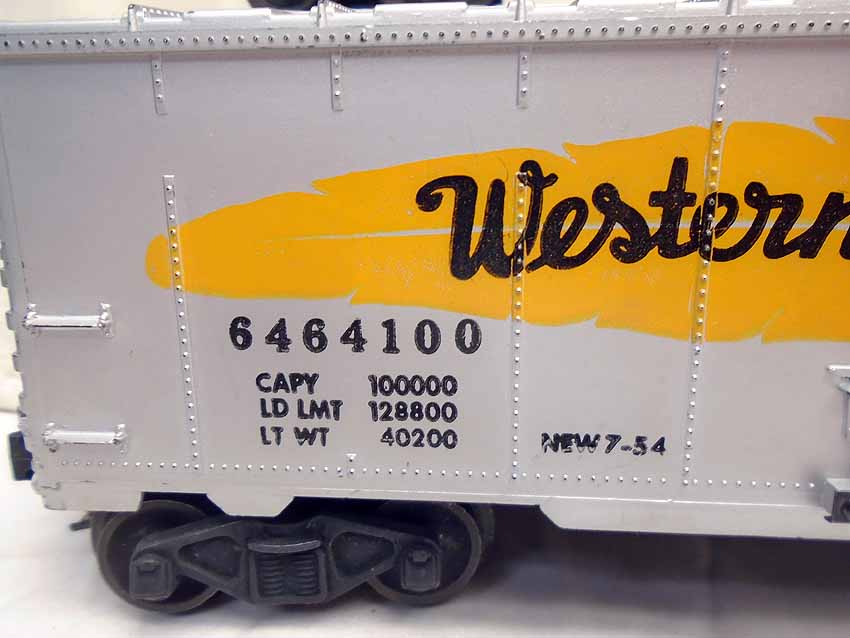 Western
6464100
CAPY 100000
LD LMT 128800
LT WT 40200
NEW 7-54